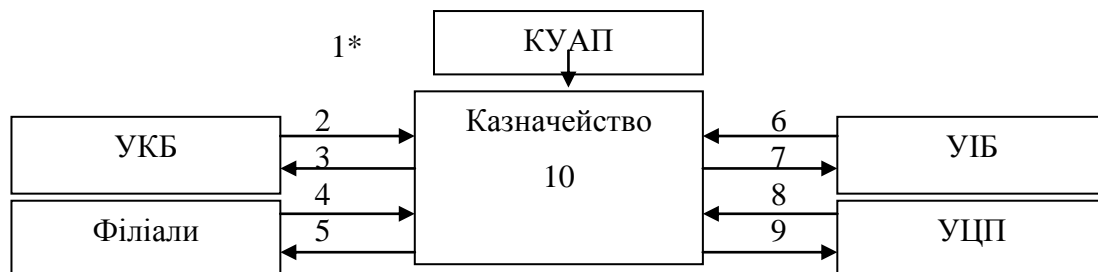 1*
КУАП
2
Казначейство
6
УКБ
3
7
УІБ
10
4
8
Філіали
5
9
УЦП